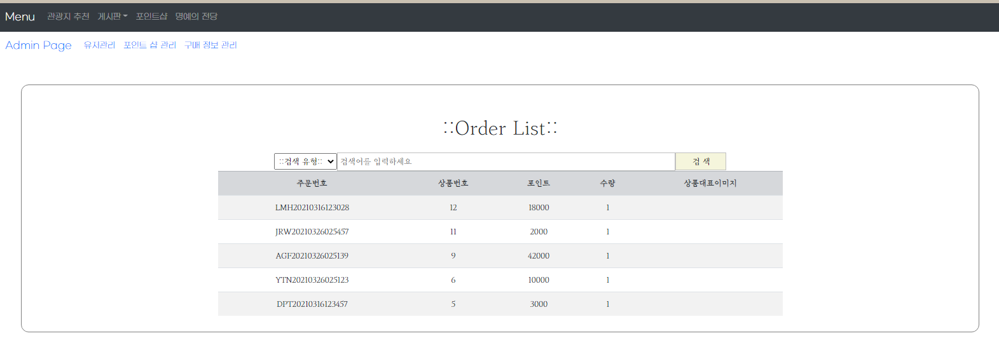 Menu 관광지 추천 게시판 포인트샵 명예의 전당
Admin Page 유저관리 포인트 샵 관리 구매 정보 관리
::Order List::
::검색 유형:: 검색어를 입력하세요 검 색
주문번호 상품번호 포인트 수량 상품대표이미지
LMH20210316123028 12 18000 1
JRW20210326025457 11 2000 1
AGF20210326025139 9 42000 1
YTN20210326025123 6 10000 1
DPT20210316123457 5 3000 1